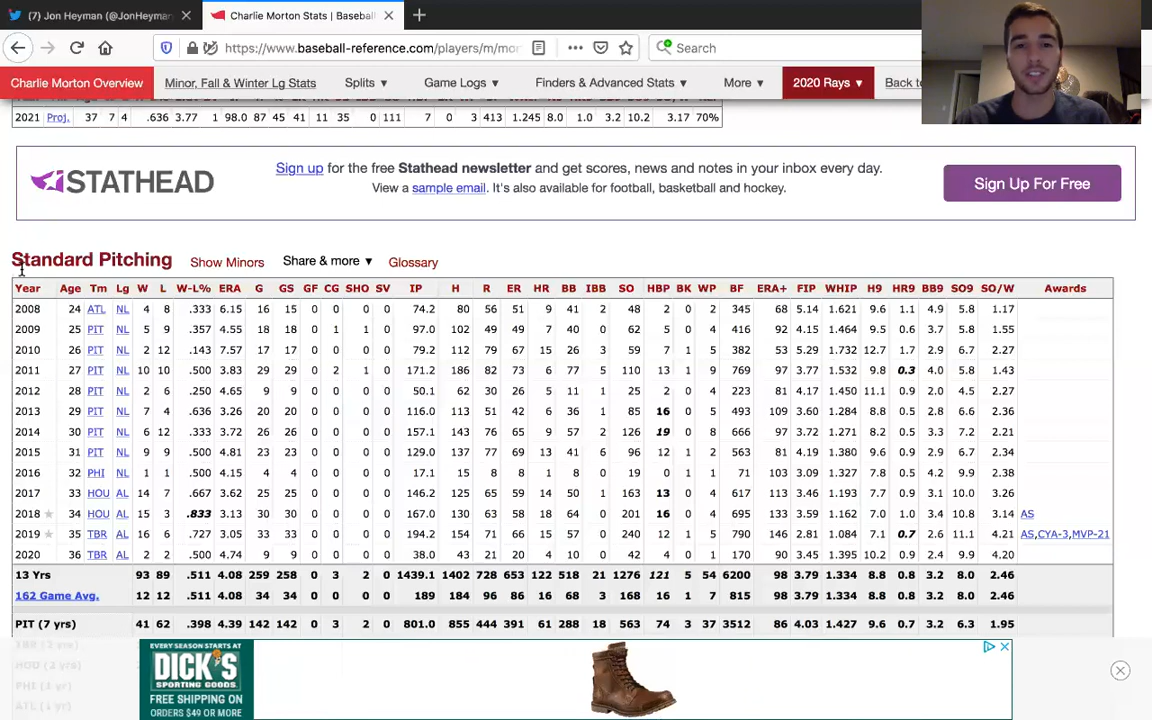 (7) Jon Heyman (@JonHeyman
Charlie Morton Stats | Baseball
https://www.baseball-reference.com/players/m/mo
Search
Charlie Morton Overview Minor, Fall & Winter Lg Stats Splits ▼ Game Logs ▼ Finders & Advanced Stats ▼ More ▼ 2020 Rays ▼ Back to
2021 Proj. 37 7 4 .636 3.77 1 98.0 87 45 41 11 35 0 111 7 0 3 413 1.245 8.0 1.0 3.2 10.2 3.17 70%
STATHEAD
Sign up for the free Stathead newsletter and get scores, news and notes in your inbox every day.
View a sample email. It's also available for football, basketball and hockey.
Sign Up For Free
Standard Pitching Show Minors Share & more ▼ Glossary
Year Age Tm Lg W L W-L% ERA G GS GF CG SHO SV IP H R ER HR BB IBB SO HBP BK WP BF ERA+ FIP WHIP H9 HR9 BB9 SO9 SO/W Awards
2008 24 ATL NL 4 8 .333 6.15 16 15 0 0 0 0 74.2 80 56 51 9 41 2 48 2 0 2 345 68 5.14 1.621 9.6 1.1 4.9 5.8 1.17
2009 25 PIT NL 5 9 .357 4.55 18 18 0 1 1 0 97.0 102 49 49 7 40 0 62 5 0 4 416 92 4.15 1.464 9.5 0.6 3.7 5.8 1.55
2010 26 PIT NL 2 12 .143 7.57 17 17 0 0 0 0 79.2 112 79 67 15 26 3 59 7 1 5 382 53 5.29 1.732 12.7 1.7 2.9 6.7 2.27
2011 27 PIT NL 10 10 .500 3.83 29 29 0 2 1 0 171.2 186 82 73 6 77 5 110 13 1 9 769 97 3.77 1.532 9.8 0.3 4.0 5.8 1.43
2012 28 PIT NL 2 6 .250 4.65 9 9 0 0 0 0 50.1 62 30 26 5 11 1 25 2 0 4 223 81 4.17 1.450 11.1 0.9 2.0 4.5 2.27
2013 29 PIT NL 7 4 .636 3.26 20 20 0 0 0 0 116.0 113 51 42 6 36 1 85 16 0 5 493 109 3.60 1.284 8.8 0.5 2.8 6.6 2.36
2014 30 PIT NL 6 12 .333 3.72 26 26 0 0 0 0 157.1 143 76 65 9 57 2 126 19 0 8 666 97 3.72 1.271 8.2 0.5 3.3 7.2 2.21
2015 31 PIT NL 9 9 .500 4.81 23 23 0 0 0 0 129.0 137 77 69 13 41 6 96 12 1 2 563 81 4.19 1.380 9.6 0.9 2.9 6.7 2.34
2016 32 PHI NL 1 1 .500 4.15 4 4 0 0 0 0 17.1 15 8 8 1 8 0 19 0 1 1 71 103 3.09 1.327 7.8 0.5 4.2 9.9 2.38
2017 33 HOU AL 14 7 .667 3.62 25 25 0 0 0 0 146.2 125 65 59 14 50 1 163 13 0 4 617 113 3.46 1.193 7.7 0.9 3.1 10.0 3.26
2018 34 HOU AL 15 3 .833 3.13 30 30 0 0 0 0 167.0 130 63 58 18 64 0 201 16 0 4 695 133 3.59 1.162 7.0 1.0 3.4 10.8 3.14 AS
2019 35 TBR AL 16 6 .727 3.05 33 33 0 0 0 0 194.2 154 71 66 15 57 0 240 12 1 5 790 146 2.81 1.084 7.1 0.7 2.6 11.1 4.21 AS,CYA-3,MVP-21
2020 36 TBR AL 2 2 .500 4.74 9 9 0 0 0 0 38.0 43 21 20 4 10 0 42 4 0 1 170 90 3.45 1.395 10.2 0.9 2.4 9.9 4.20
13 Yrs 93 89 .511 4.08 259 258 0 3 2 0 1439.1 1402 728 653 122 518 21 1276 121 5 54 6200 98 3.79 1.334 8.8 0.8 3.2 8.0 2.46
162 Game Avg. 12 12 .511 4.08 34 34 0 0 0 0 189 184 96 86 16 68 3 168 16 1 7 815 98 3.79 1.334 8.8 0.8 3.2 8.0 2.46
PIT (7 yrs) 41 62 .398 4.39 142 142 0 3 2 0 801.0 855 444 391 61 288 18 563 74 3 37 3512 86 4.03 1.427 9.6 0.7 3.2 6.3 1.95
TBR (2 yrs)
HOU (2 yrs)
PHI (1 yr)
ATL (1 yr)
EVERY SEASON STARTS AT
DICK'S
SPORTING GOODS
FREE SHIPPING ON
ORDERS $49 OR MORE